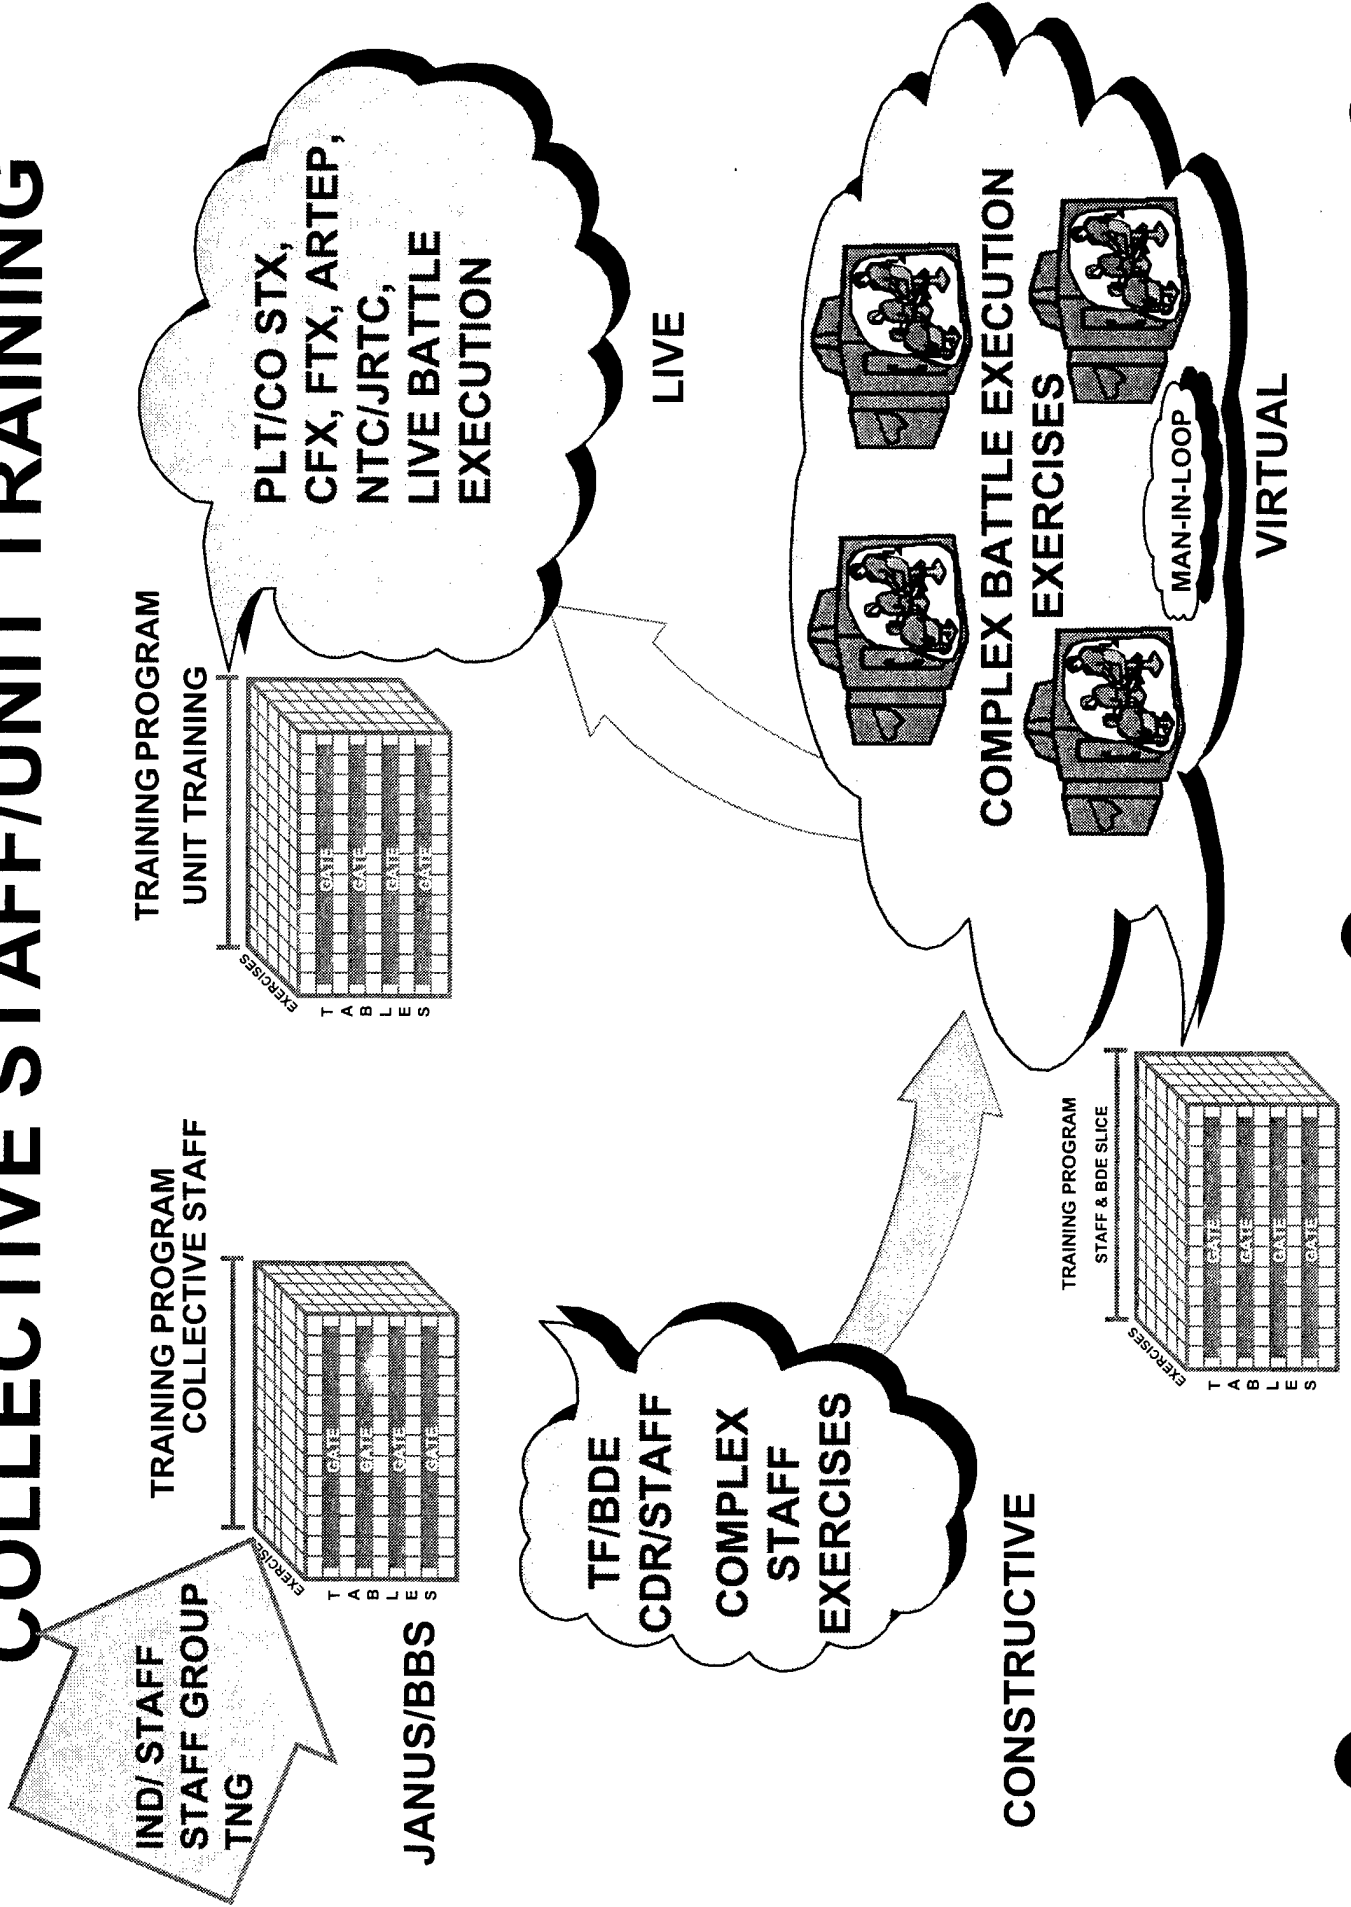 COLLECTIVE STAFF/UNIT TRAINING
IND/ STAFF
STAFF GROUP
TNG
TRAINING PROGRAM
COLLECTIVE STAFF
EXERCISE
T
A
B
L
E
S
GATE
GATE
GATE
GATE
JANUS/BBS
TRAINING PROGRAM
UNIT TRAINING
EXERCISES
T
A
B
L
E
S
GATE
GATE
GATE
GATE
PLT/CO STX,
CFX, FTX, ARTEP,
NTC/JRTC,
LIVE BATTLE
EXECUTION
LIVE
TF/BDE
CDR/STAFF
COMPLEX
STAFF
EXERCISES
CONSTRUCTIVE
TRAINING PROGRAM
STAFF & BDE SLICE
EXERCISES
T
A
B
L
E
S
GATE
GATE
GATE
GATE
COMPLEX BATTLE EXECUTION
EXERCISES
MAN-IN-LOOP
VIRTUAL